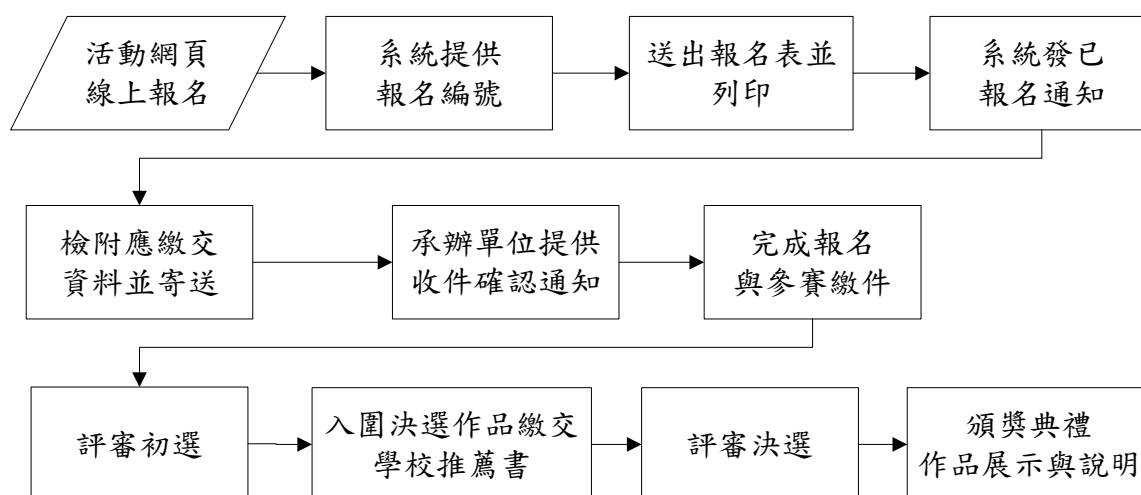 活動網頁
線上報名
系統提供
報名編號
送出報名表並
列印
系統發已
報名通知
檢附應繳交
資料並寄送
承辦單位提供
收件確認通知
完成報名
與參賽繳件
評審初選
入圍決選作品繳交
學校推薦書
評審決選
頒獎典禮
作品展示與說明